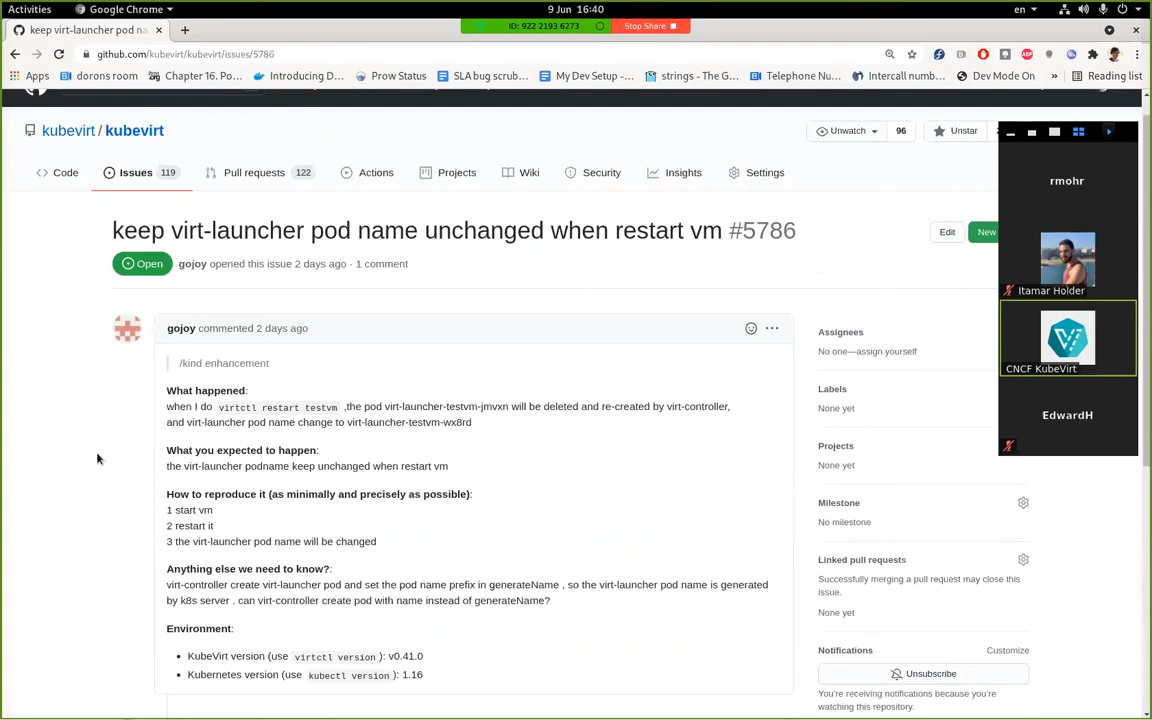 Activities Google Chrome 9 Jun 16:40 en
keep virt-launcher pod na
ID: 922 2193 6273 Stop Share
github.com/kubevirt/kubevirt/issues/5786
Apps dorons room Chapter 16. Po… Introducing D… Prow Status SLA bug scrub… My Dev Setup -… strings - The G… Telephone Nu… Intercall numb… Dev Mode On » Reading list
kubevirt / kubevirt
Unwatch 96 Unstar
Code Issues 119 Pull requests 122 Actions Projects Wiki Security Insights Settings
rmohr
keep virt-launcher pod name unchanged when restart vm #5786
Edit New
Open gojoy opened this issue 2 days ago · 1 comment
Itamar Holder
CNCF KubeVirt
EdwardH
gojoy commented 2 days ago
/kind enhancement
What happened:
when I do virtctl restart testvm ,the pod virt-launcher-testvm-jmvxn will be deleted and re-created by virt-controller,
and virt-launcher pod name change to virt-launcher-testvm-wx8rd
What you expected to happen:
the virt-launcher podname keep unchanged when restart vm
How to reproduce it (as minimally and precisely as possible):
1 start vm
2 restart it
3 the virt-launcher pod name will be changed
Anything else we need to know?:
virt-controller create virt-launcher pod and set the pod name prefix in generateName , so the virt-launcher pod name is generated
by k8s server . can virt-controller create pod with name instead of generateName?
Environment:
• KubeVirt version (use virtctl version ): v0.41.0
• Kubernetes version (use kubectl version ): 1.16
Assignees
No one—assign yourself
Labels
None yet
Projects
None yet
Milestone
No milestone
Linked pull requests
Successfully merging a pull request may close this
issue.
None yet
Notifications Customize
Unsubscribe
You're receiving notifications because you're
watching this repository.